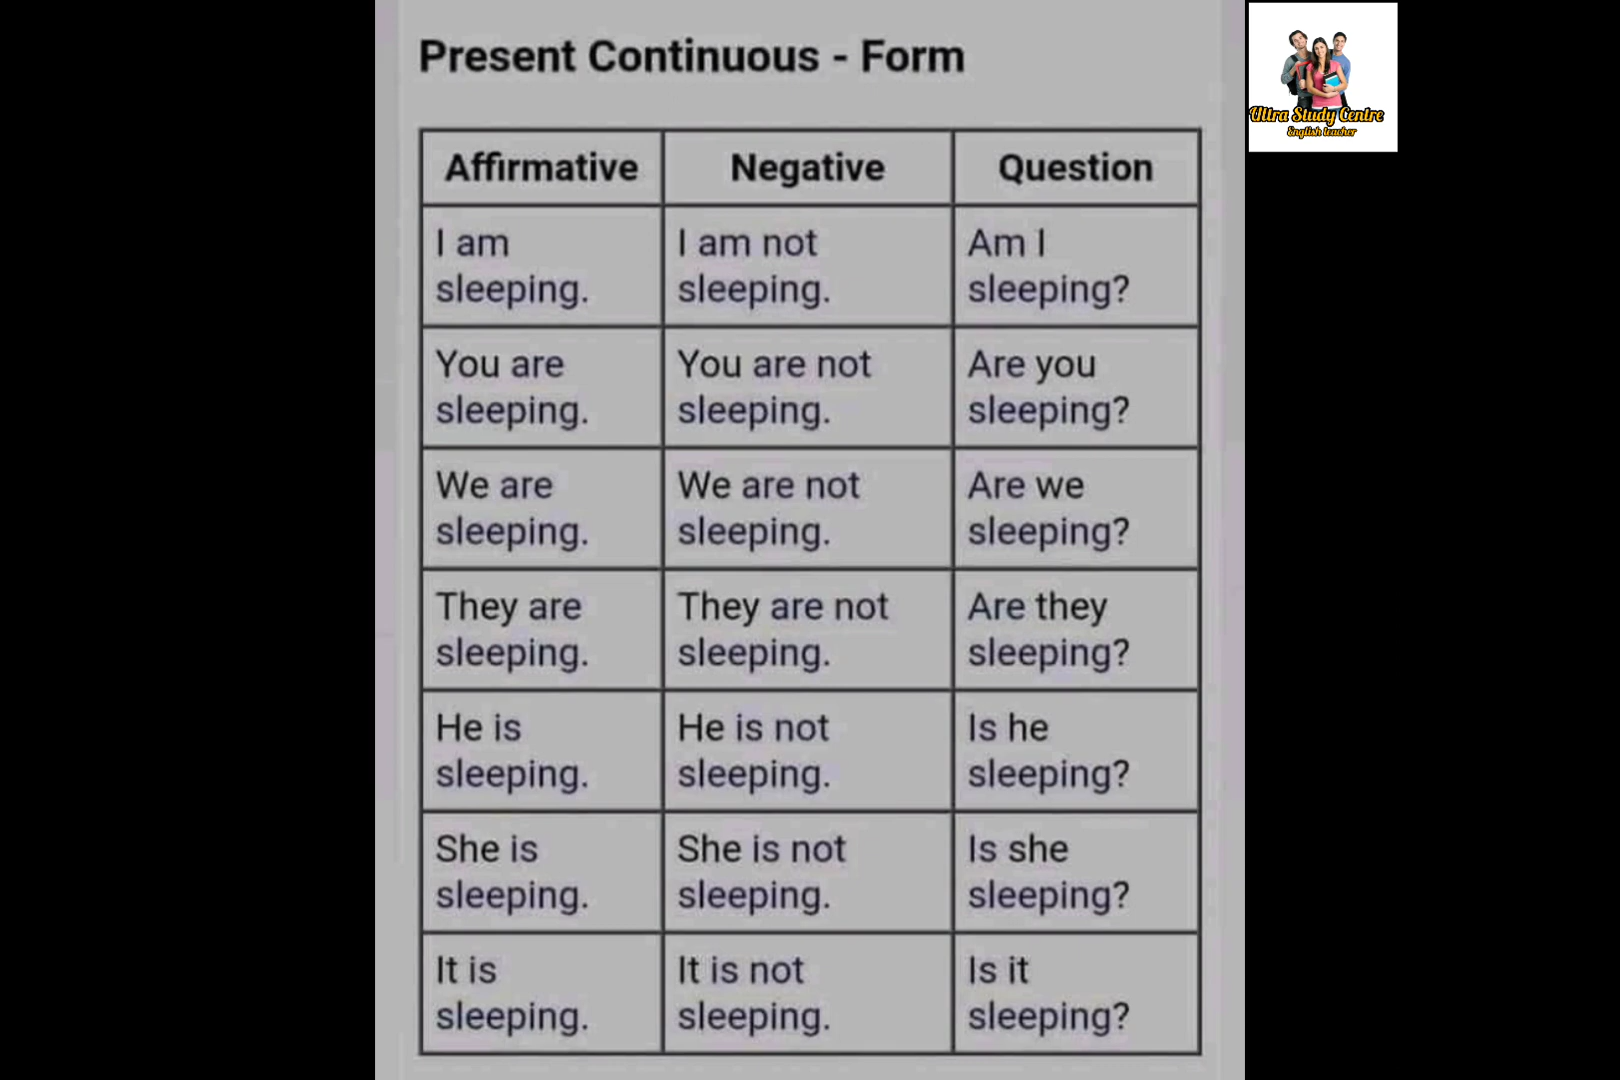 Present Continuous - Form
Ultra Study Centre
English teacher
Affirmative
Negative
Question
I am
sleeping.
I am not
sleeping.
Am I
sleeping?
You are
sleeping.
You are not
sleeping.
Are you
sleeping?
We are
sleeping.
We are not
sleeping.
Are we
sleeping?
They are
sleeping.
They are not
sleeping.
Are they
sleeping?
He is
sleeping.
He is not
sleeping.
Is he
sleeping?
She is
sleeping.
She is not
sleeping.
Is she
sleeping?
It is
sleeping.
It is not
sleeping.
Is it
sleeping?